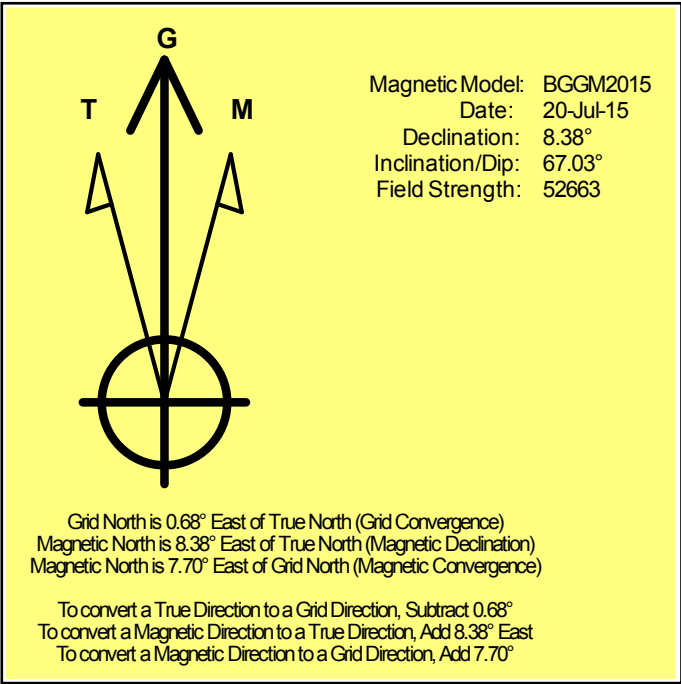 G
T M
Magnetic Model: BGGM2015
Date: 20-Jul-15
Declination: 8.38°
Inclination/Dip: 67.03°
Field Strength: 52663
Grid North is 0.68° East of True North (Grid Convergence)
Magnetic North is 8.38° East of True North (Magnetic Declination)
Magnetic North is 7.70° East of Grid North (Magnetic Convergence)
To convert a True Direction to a Grid Direction, Subtract 0.68°
To convert a Magnetic Direction to a True Direction, Add 8.38° East
To convert a Magnetic Direction to a Grid Direction, Add 7.70°